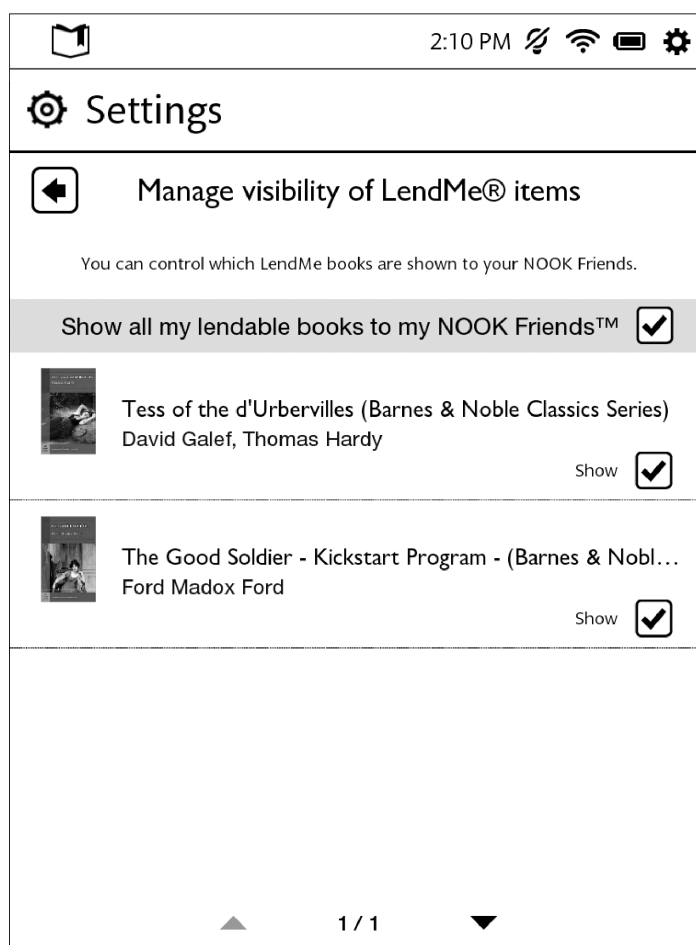 2:10 PM
Settings
Manage visibility of LendMe® items
You can control which LendMe books are shown to your NOOK Friends.
Show all my lendable books to my NOOK Friends™
Tess of the d'Urbervilles (Barnes & Noble Classics Series)
David Galef, Thomas Hardy
Show
The Good Soldier - Kickstart Program - (Barnes & Nobl...
Ford Madox Ford
Show
1 / 1